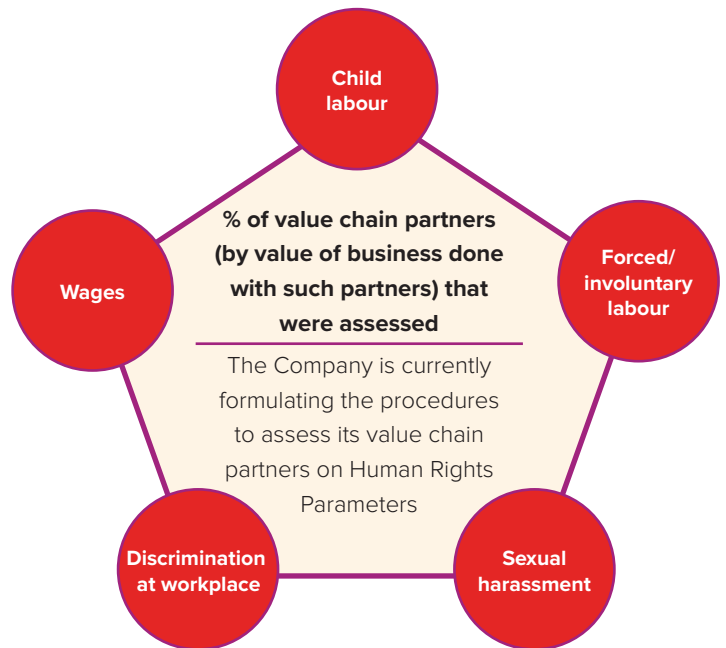 Child
labour
% of value chain partners
(by value of business done
with such partners) that
were assessed
The Company is currently
formulating the procedures
to assess its value chain
partners on Human Rights
Parameters
Forced/
involuntary
labour
Sexual
harassment
Discrimination
at workplace
Wages